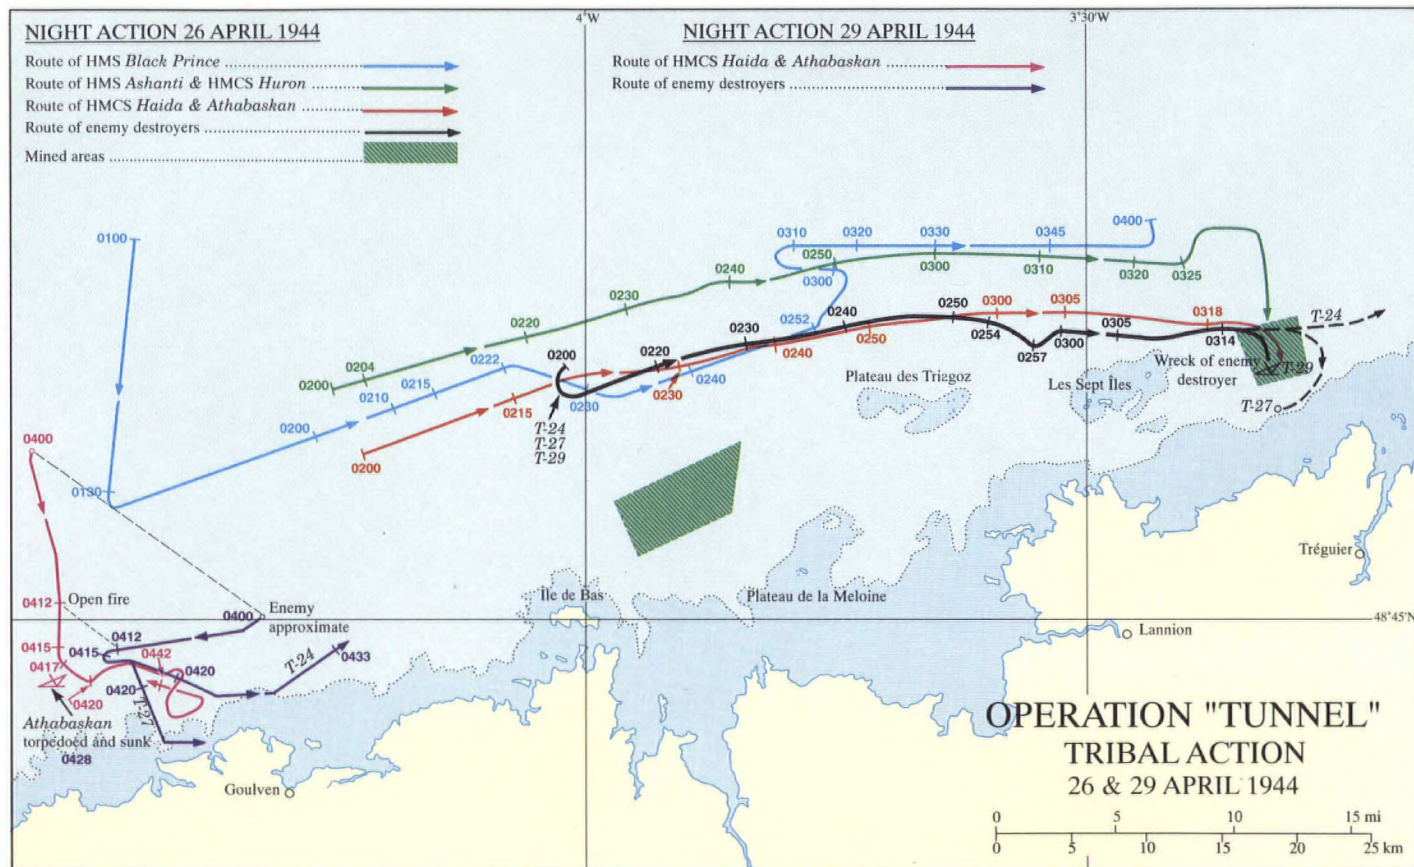 4°W
3°30'W
NIGHT ACTION 26 APRIL 1944
Route of HMS Black Prince
Route of HMS Ashanti & HMCS Huron
Route of HMCS Haida & Athabaskan
Route of enemy destroyers
Mined areas
NIGHT ACTION 29 APRIL 1944
Route of HMCS Haida & Athabaskan
Route of enemy destroyers
0100
0130
0200
0210
0215
0222
0230
0240
0252
0300
0310
0320
0330
0345
0400
0200
0204
0220
0230
0240
0250
0300
0310
0320
0325
0200
0215
0230
0240
0250
0300
0305
0318
0200
0220
0230
0240
0250
0254
0257
0300
0305
0314
T-24
T-27
T-29
T-24
T-29
T-27
Wreck of enemy
destroyer
Plateau des Triagoz
Les Sept Îles
Tréguier
0400
0412
Open fire
0415
0417
0420
0442
Enemy
approximate
0400
0412
0415
0420
0420
T-24
0433
T-27
Athabaskan
torpedoed and sunk
0428
Goulven
Île de Bas
Plateau de la Meloine
Lannion
48°45'N
OPERATION "TUNNEL"
TRIBAL ACTION
26 & 29 APRIL 1944
0 5 10 15 mi
0 5 10 15 20 25 km